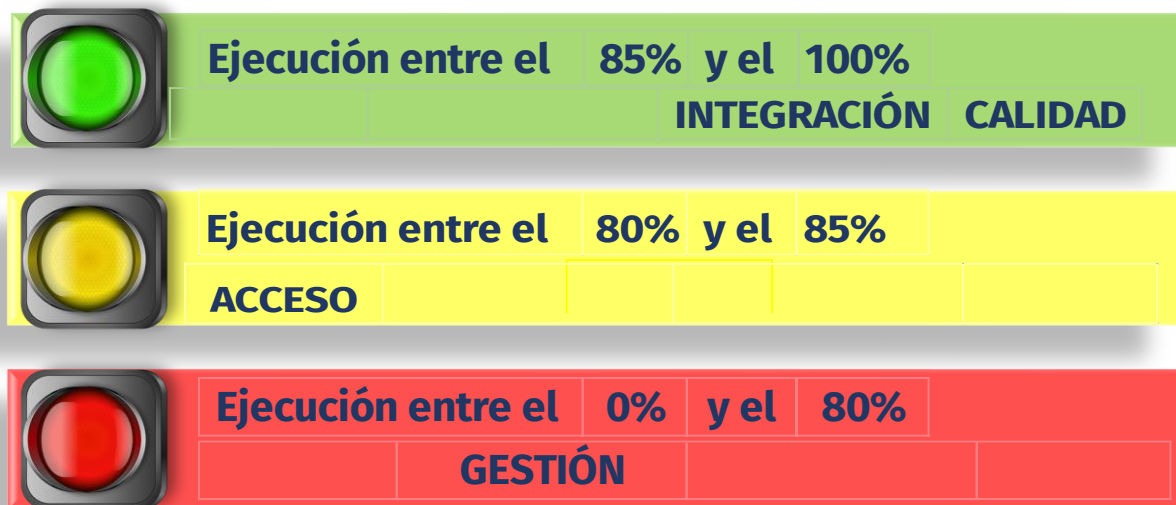 Ejecución entre el 85% y el 100%
INTEGRACIÓN CALIDAD
Ejecución entre el 80% y el 85%
ACCESO
Ejecución entre el 0% y el 80%
GESTIÓN